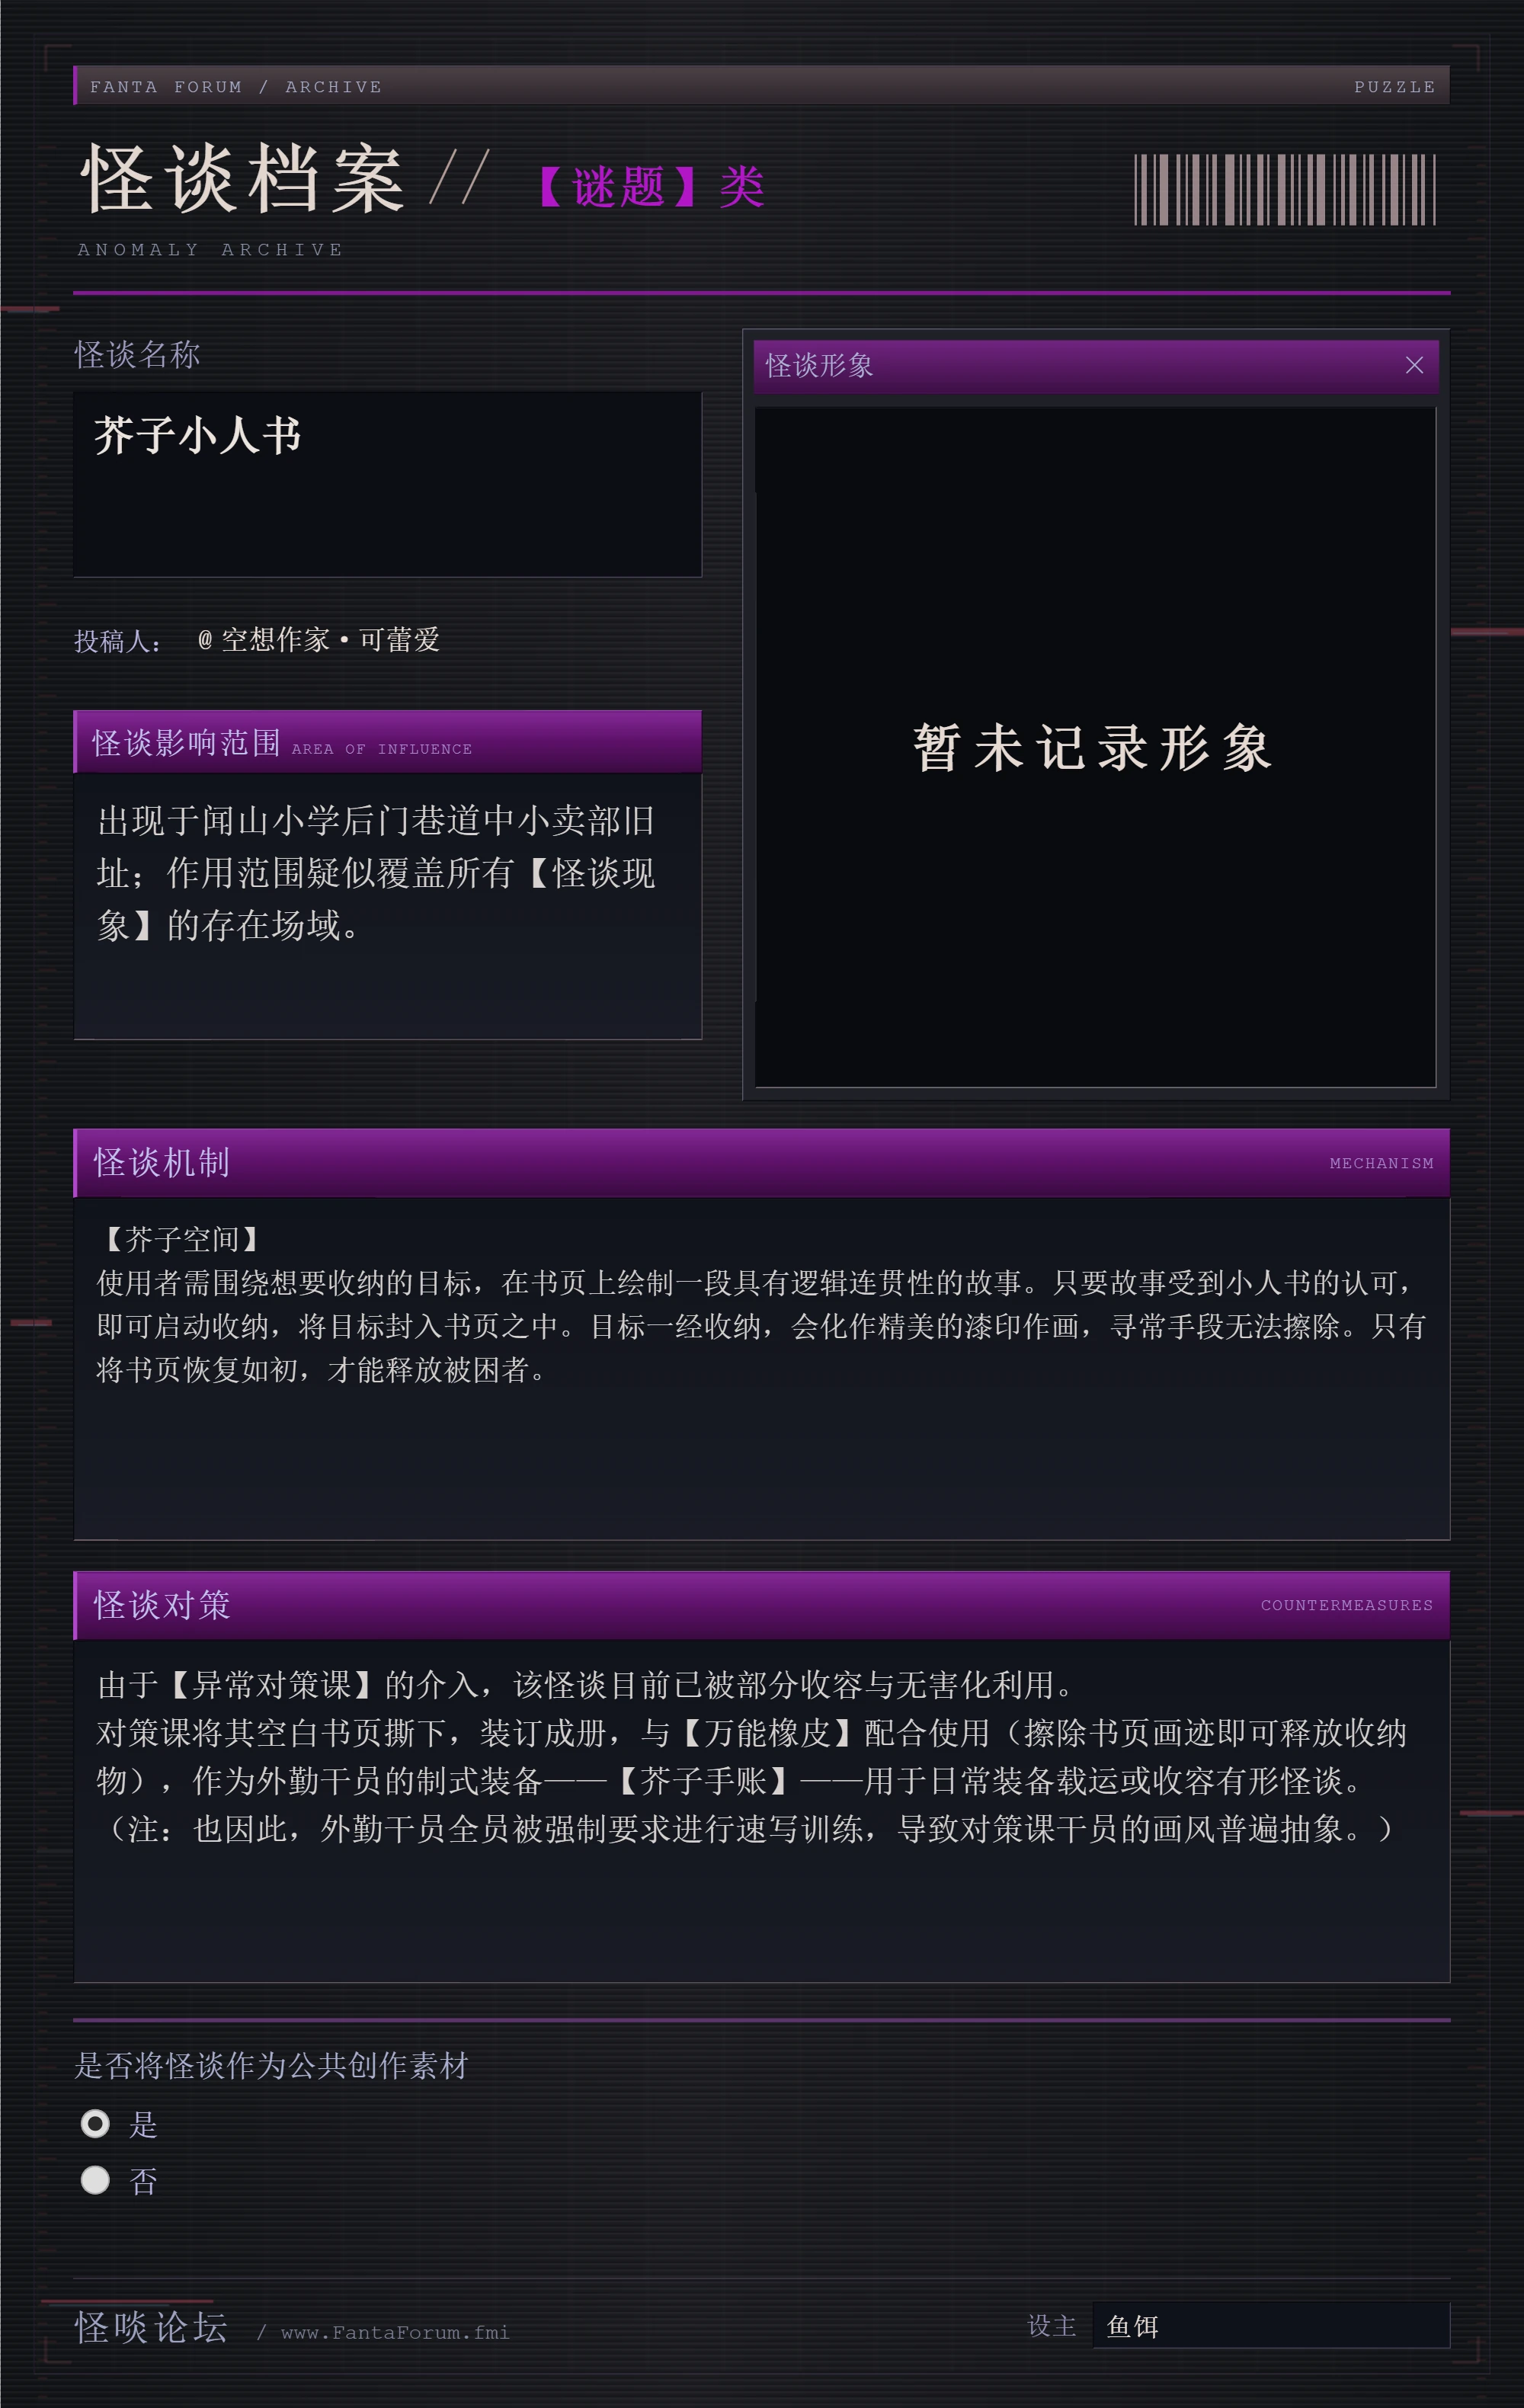 FANTA FORUM / ARCHIVE
PUZZLE
怪谈档案 // 【谜题】类
ANOMALY ARCHIVE
怪谈名称
芥子小人书
投稿人： @ 空想作家·可蕾爱
怪谈影响范围 AREA OF INFLUENCE
出现于闻山小学后门巷道中小卖部旧
址；作用范围疑似覆盖所有【怪谈现
象】的存在场域。
怪谈形象
暂未记录形象
怪谈机制 MECHANISM
【芥子空间】
使用者需围绕想要收纳的目标，在书页上绘制一段具有逻辑连贯性的故事。只要故事受到小人书的认可，
即可启动收纳，将目标封入书页之中。目标一经收纳，会化作精美的漆印作画，寻常手段无法擦除。只有
将书页恢复如初，才能释放被困者。
怪谈对策 COUNTERMEASURES
由于【异常对策课】的介入，该怪谈目前已被部分收容与无害化利用。
对策课将其空白书页撕下，装订成册，与【万能橡皮】配合使用（擦除书页画迹即可释放收纳
物），作为外勤干员的制式装备——【芥子手账】——用于日常装备载运或收容有形怪谈。
（注：也因此，外勤干员全员被强制要求进行速写训练，导致对策课干员的画风普遍抽象。）
是否将怪谈作为公共创作素材
是
否
怪啖论坛 / www.FantaForum.fmi
设主 鱼饵